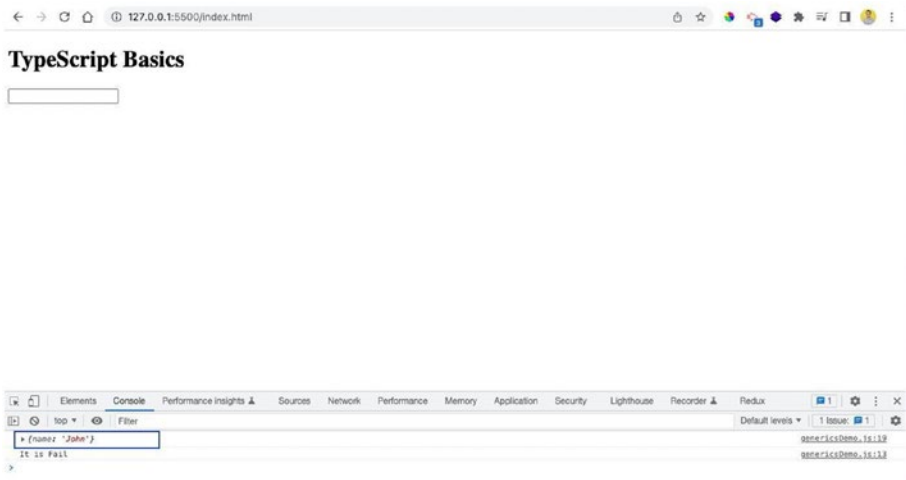 127.0.0.1:5500/index.html
TypeScript Basics
Elements Console Performance insights Sources Network Performance Memory Application Security Lighthouse Recorder Redux 1
top Filter Default levels 1 Issue: 1
{name: 'John'} genericsDemo.js:19
It is Fail genericsDemo.js:13